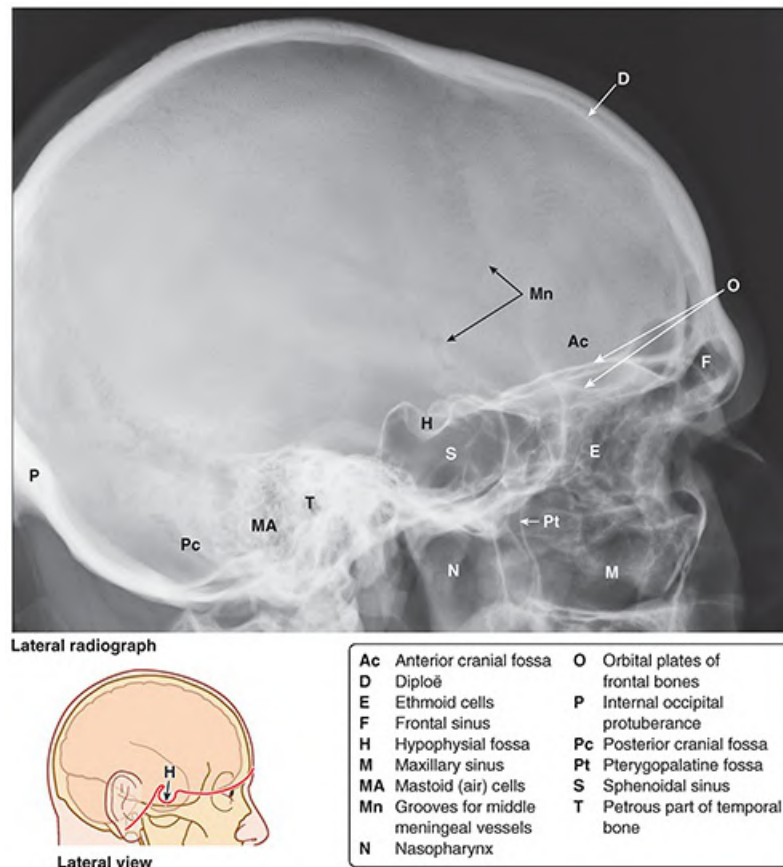 D
Mn
O
Ac
F
H
S
E
P
T
MA
Pt
Pc
N
M
Lateral radiograph
H
Lateral view
Ac Anterior cranial fossa
D Diploë
E Ethmoid cells
F Frontal sinus
H Hypophysial fossa
M Maxillary sinus
MA Mastoid (air) cells
Mn Grooves for middle
meningeal vessels
N Nasopharynx
O Orbital plates of
frontal bones
P Internal occipital
protuberance
Pc Posterior cranial fossa
Pt Pterygopalatine fossa
S Sphenoidal sinus
T Petrous part of temporal
bone